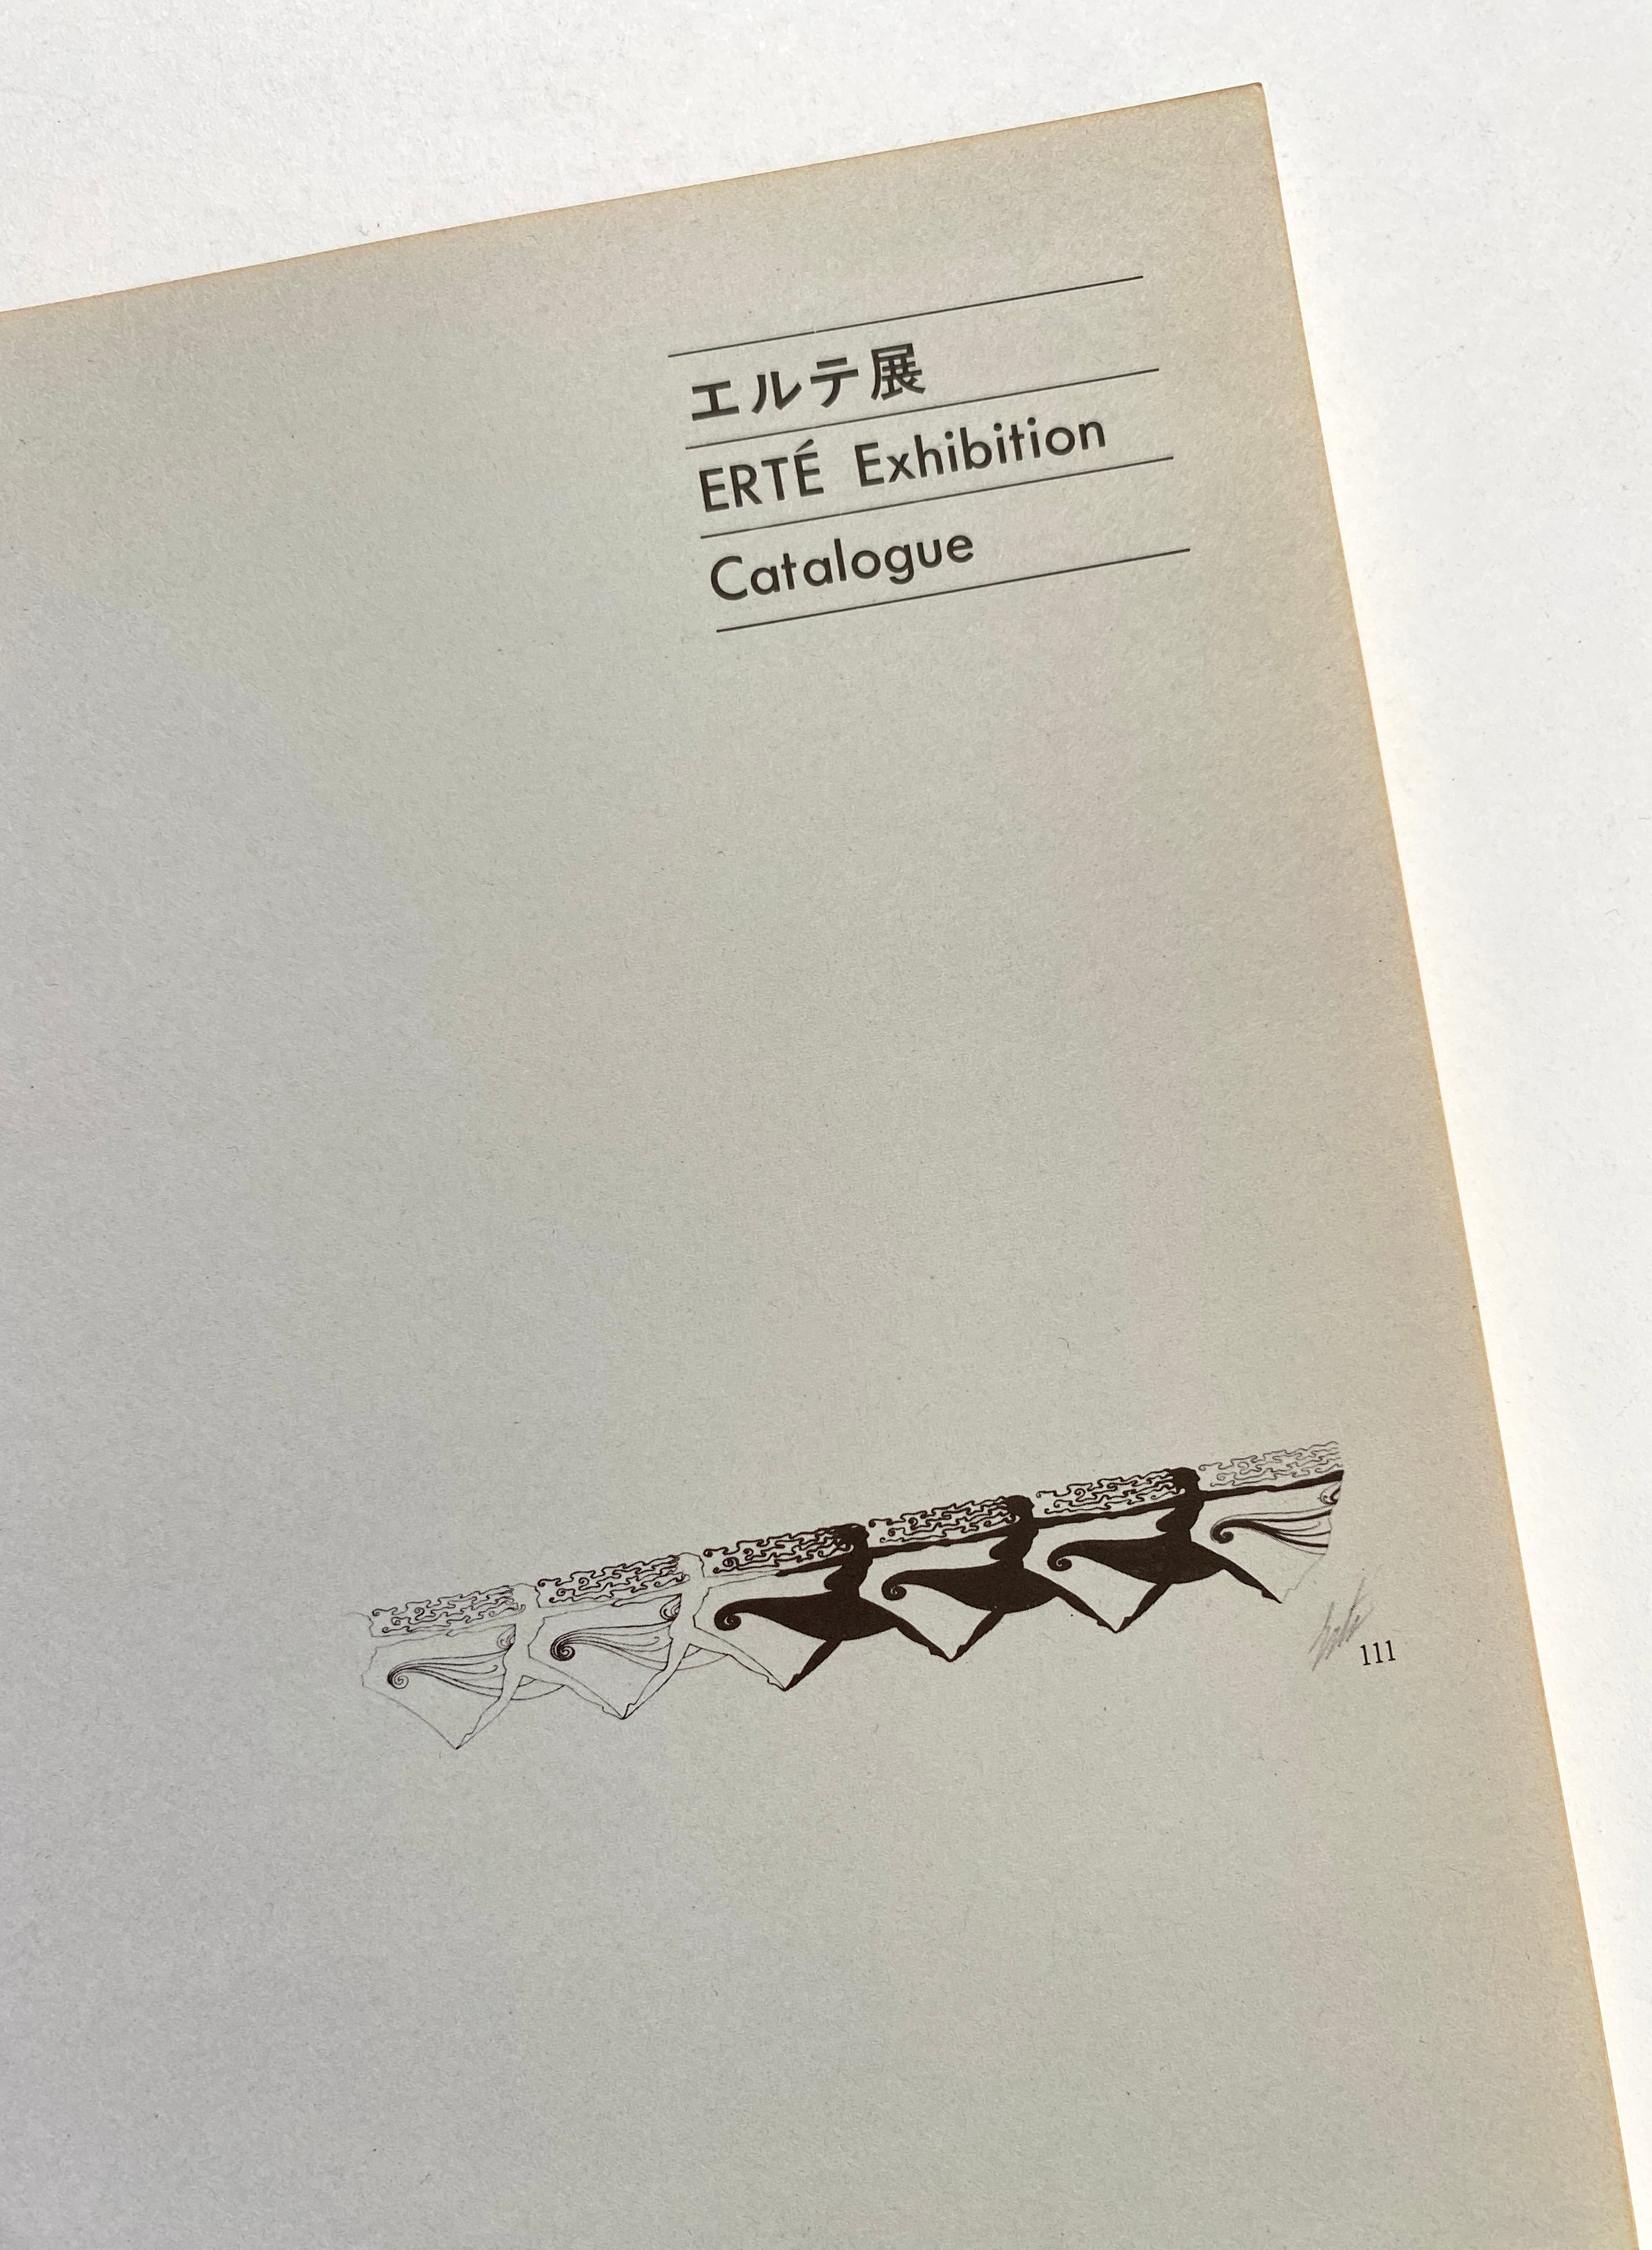 エルテ展
ERTÉ Exhibition
Catalogue
111